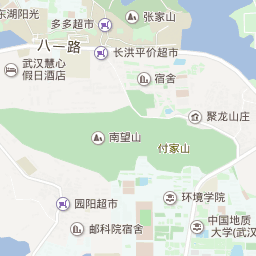 东湖阳光
多多超市
张家山
八一路
长洪平价超市
武汉慧心
假日酒店
宿舍
聚龙山庄
南望山
付家山
园阳超市
环境学院
邮科院宿舍
中国地质
大学(武汉